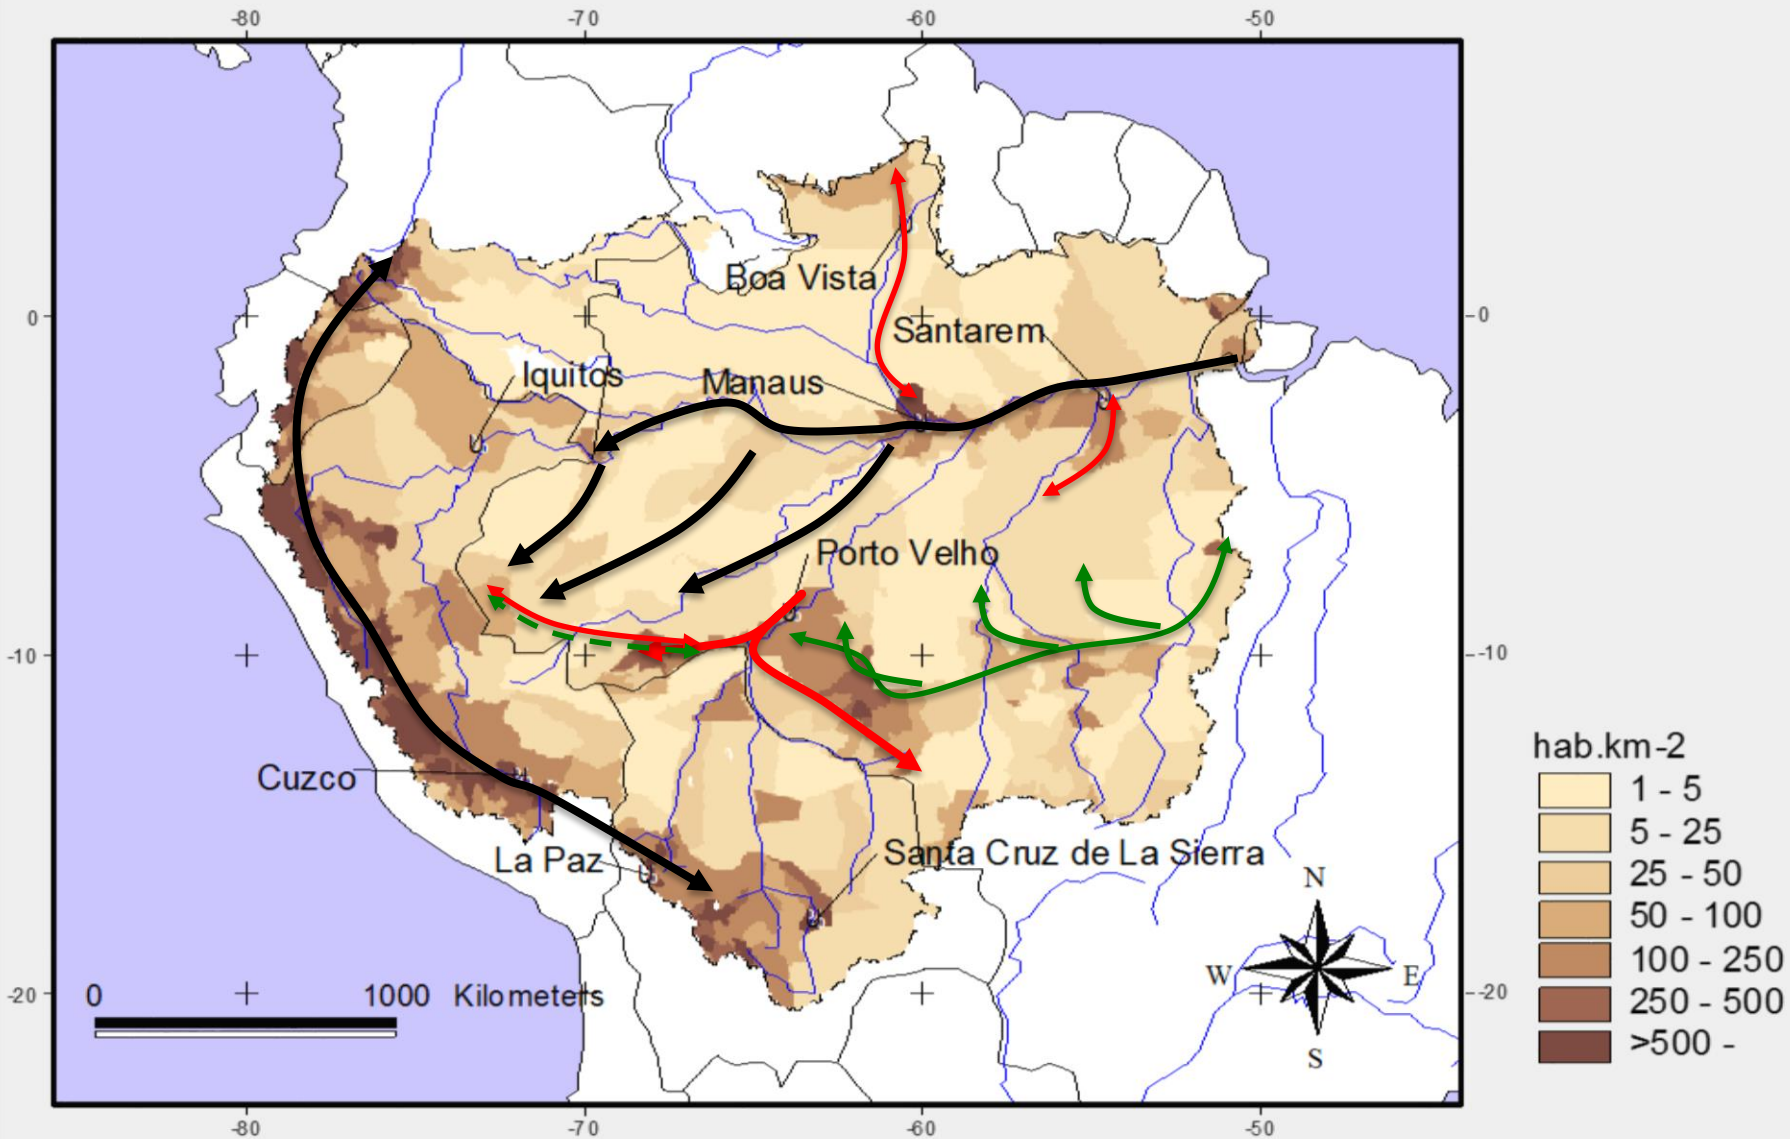 -80 -70 -60 -50
0 -0
-10 -10
-20 -20
-80 -70 -60 -50
Boa Vista
Santarem
Iquitos
Manaus
Porto Velho
Cuzco
La Paz
Santa Cruz de La Sierra
0 1000 Kilometers
N
W E
S
hab.km-2
1 - 5
5 - 25
25 - 50
50 - 100
100 - 250
250 - 500
>500 -